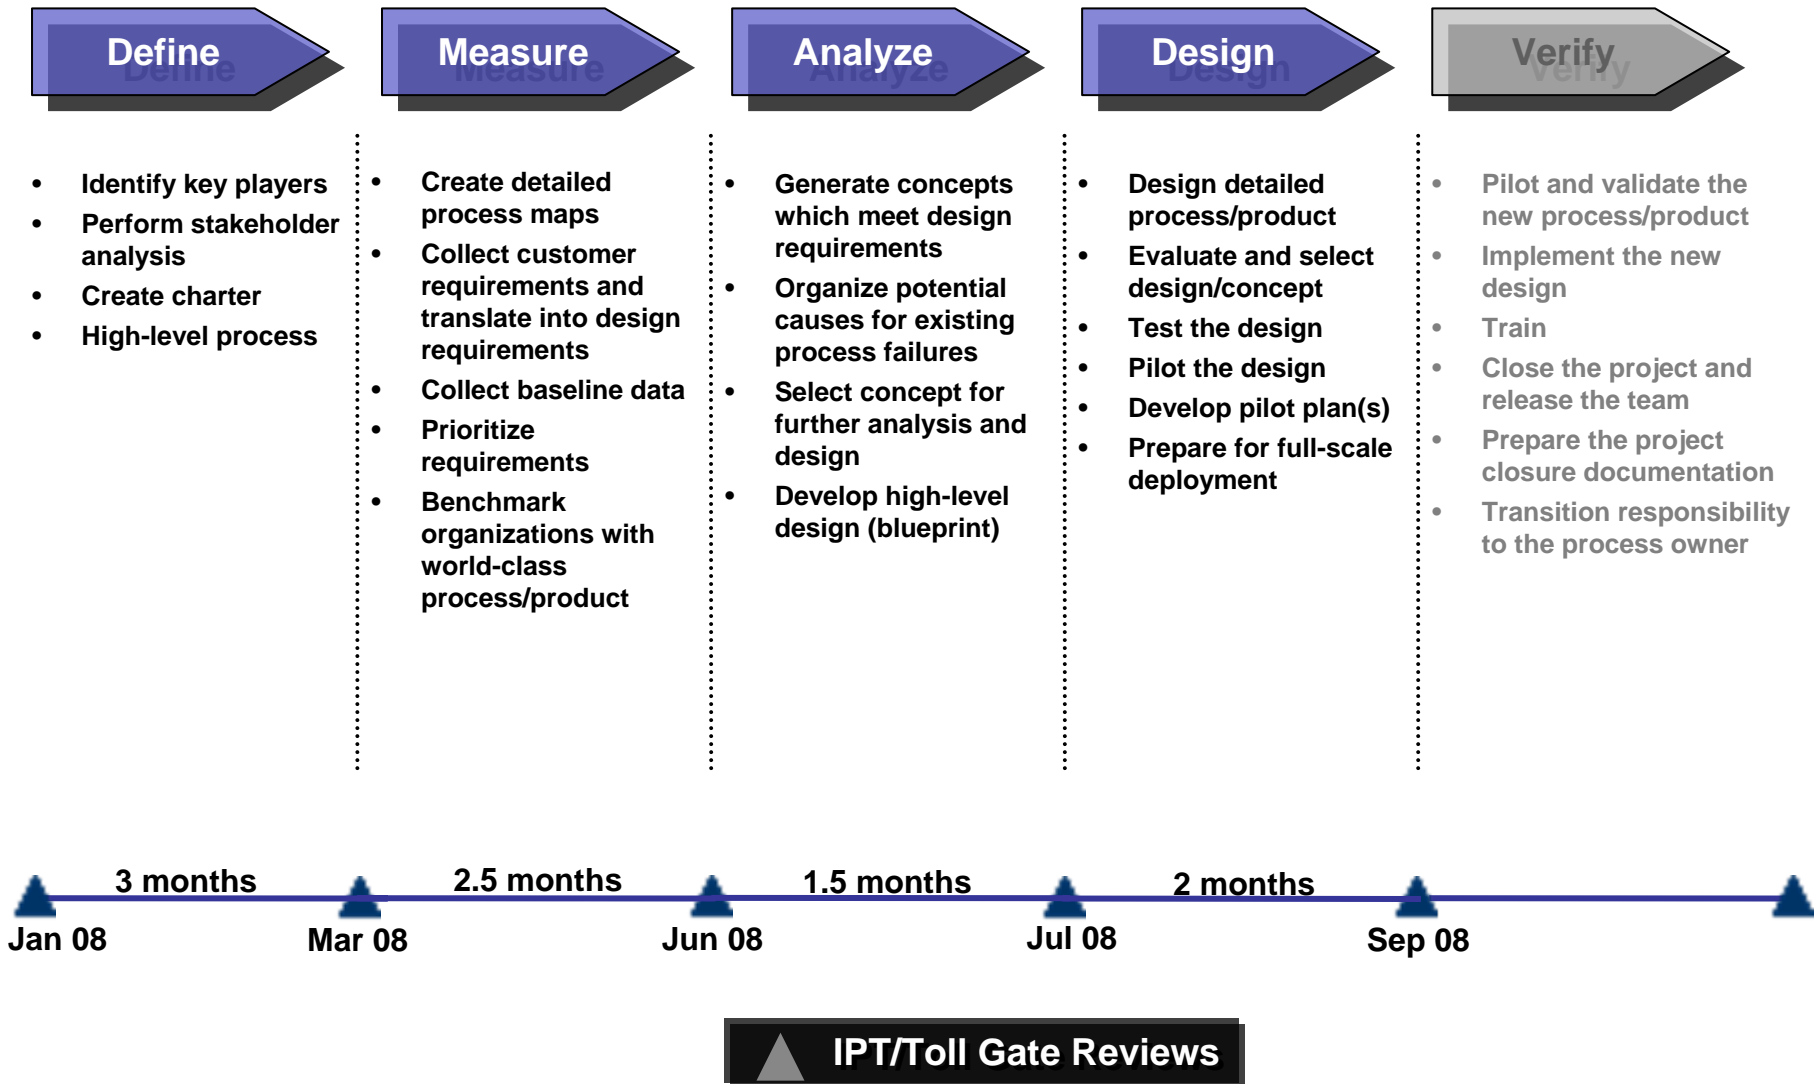 Define
Measure
Analyze
Design
Verify
• Identify key players
• Perform stakeholder
analysis
• Create charter
• High-level process
• Create detailed
process maps
• Collect customer
requirements and
translate into design
requirements
• Collect baseline data
• Prioritize
requirements
• Benchmark
organizations with
world-class
process/product
• Generate concepts
which meet design
requirements
• Organize potential
causes for existing
process failures
• Select concept for
further analysis and
design
• Develop high-level
design (blueprint)
• Design detailed
process/product
• Evaluate and select
design/concept
• Test the design
• Pilot the design
• Develop pilot plan(s)
• Prepare for full-scale
deployment
• Pilot and validate the
new process/product
• Implement the new
design
• Train
• Close the project and
release the team
• Prepare the project
closure documentation
• Transition responsibility
to the process owner
3 months
2.5 months
1.5 months
2 months
Jan 08
Mar 08
Jun 08
Jul 08
Sep 08
IPT/Toll Gate Reviews